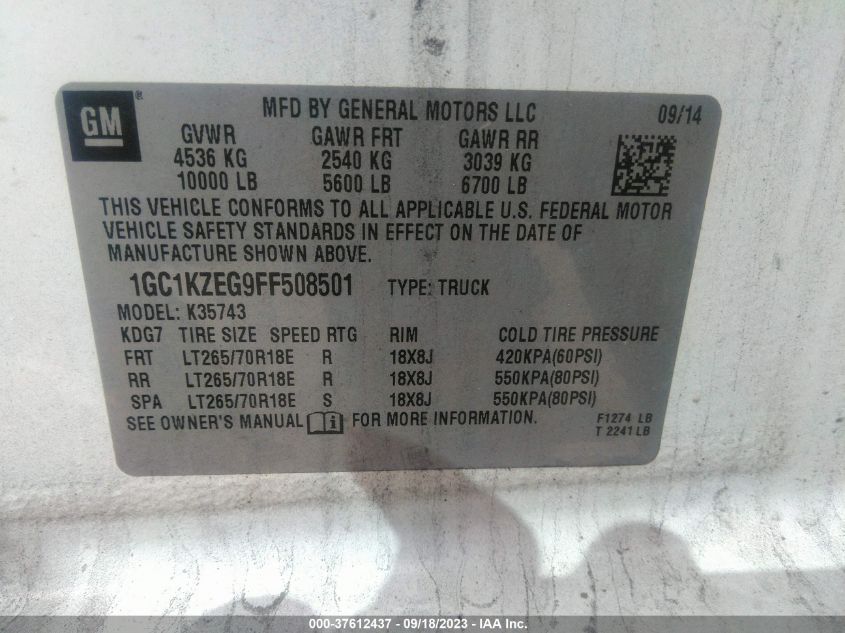 GM ® MFD BY GENERAL MOTORS LLC 09/14
GVWR GAWR FRT GAWR RR
4536 KG 2540 KG 3039 KG
10000 LB 5600 LB 6700 LB
THIS VEHICLE CONFORMS TO ALL APPLICABLE U.S. FEDERAL MOTOR
VEHICLE SAFETY STANDARDS IN EFFECT ON THE DATE OF
MANUFACTURE SHOWN ABOVE.
1GC1KZEG9FF508501 TYPE: TRUCK
MODEL: K35743
KDG7 TIRE SIZE SPEED RTG RIM COLD TIRE PRESSURE
FRT LT265/70R18E R 18X8J 420KPA(60PSI)
RR LT265/70R18E R 18X8J 550KPA(80PSI)
SPA LT265/70R18E S 18X8J 550KPA(80PSI)
SEE OWNER'S MANUAL FOR MORE INFORMATION.
F1274 LB
T 2241 LB
000-37612437 - 09/18/2023 - IAA Inc.